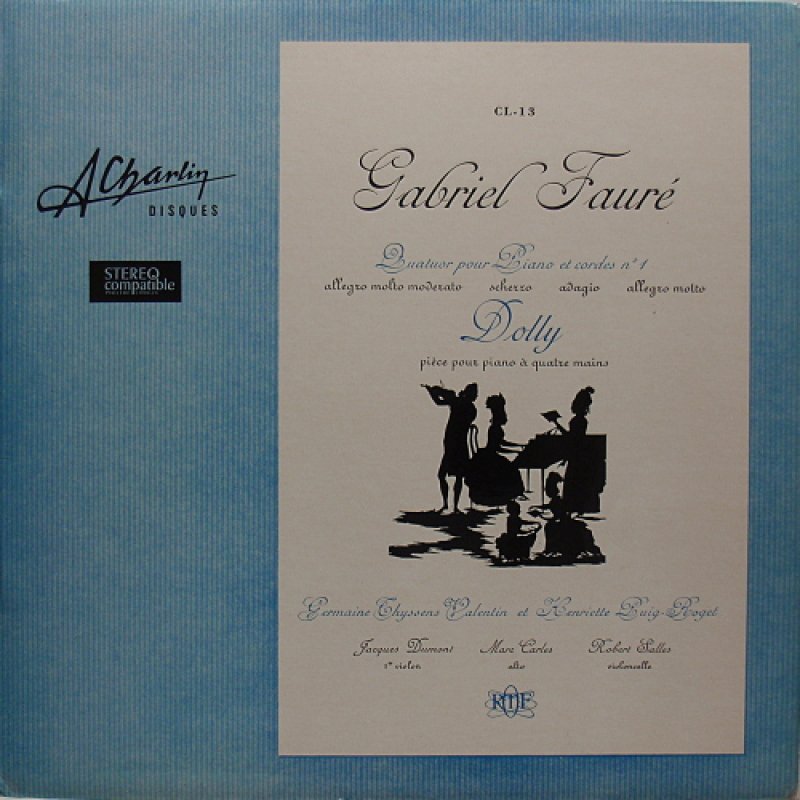 CL-13
Gabriel Fauré
ACharlin
DISQUES
STEREO
compatible
Quatuor pour Piano et cordes n° 1
allegro molto moderato scherzo adagio allegro molto
Dolly
pièce pour piano à quatre mains
Germaine Thyssens Valentin et Henriette Puig-Roget
Jacques Dumont Marc Carles Robert Salles
1er violon alto violoncelle